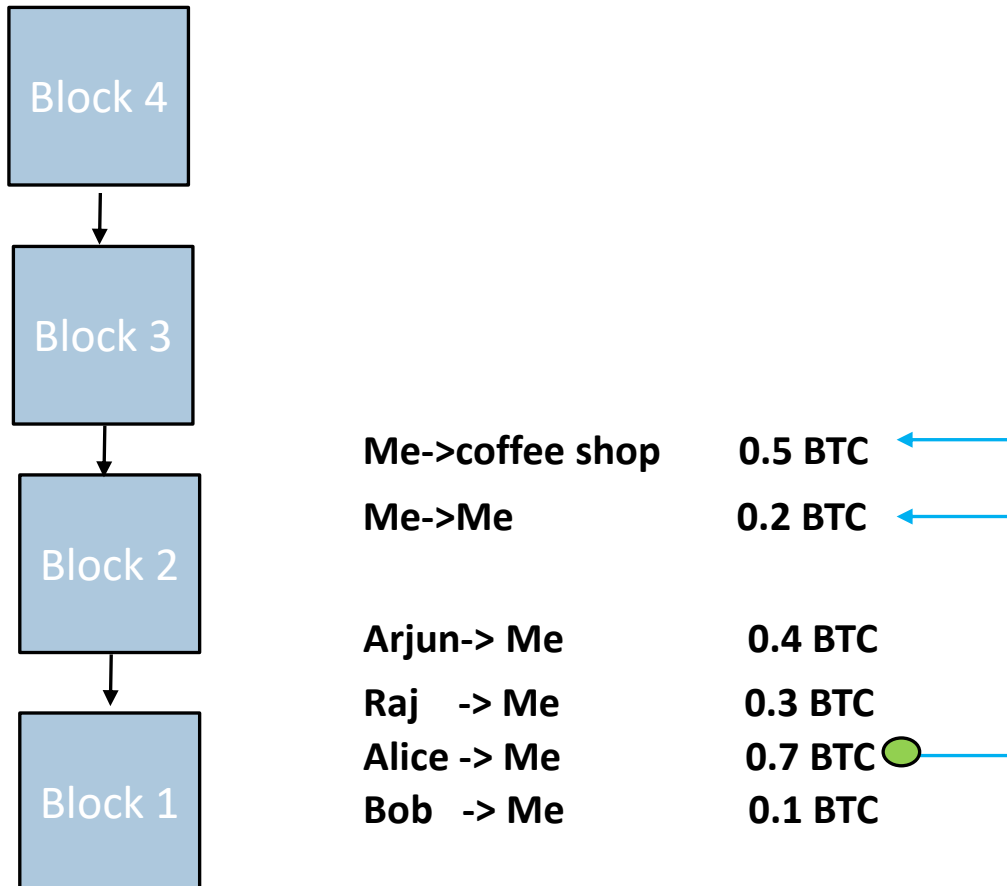 Block 4
Block 3
Me->coffee shop 0.5 BTC
Me->Me 0.2 BTC
Block 2
Arjun-> Me 0.4 BTC
Raj -> Me 0.3 BTC
Alice -> Me 0.7 BTC
Block 1
Bob -> Me 0.1 BTC